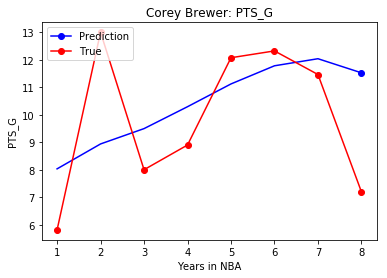 Corey Brewer: PTS_G
Prediction
True
13
12
11
10
9
8
7
6
PTS_G
1 2 3 4 5 6 7 8
Years in NBA